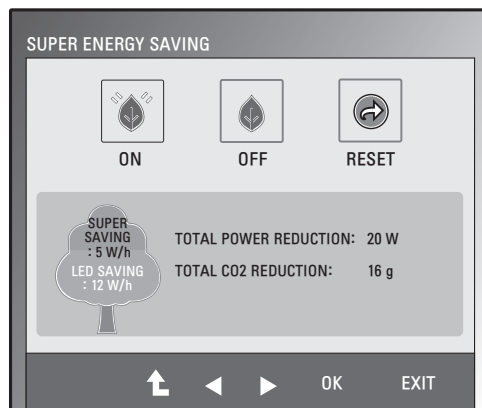 SUPER ENERGY SAVING
ON OFF RESET
SUPER
SAVING
: 5 W/h
LED SAVING
: 12 W/h
TOTAL POWER REDUCTION: 20 W
TOTAL CO2 REDUCTION: 16 g
OK EXIT